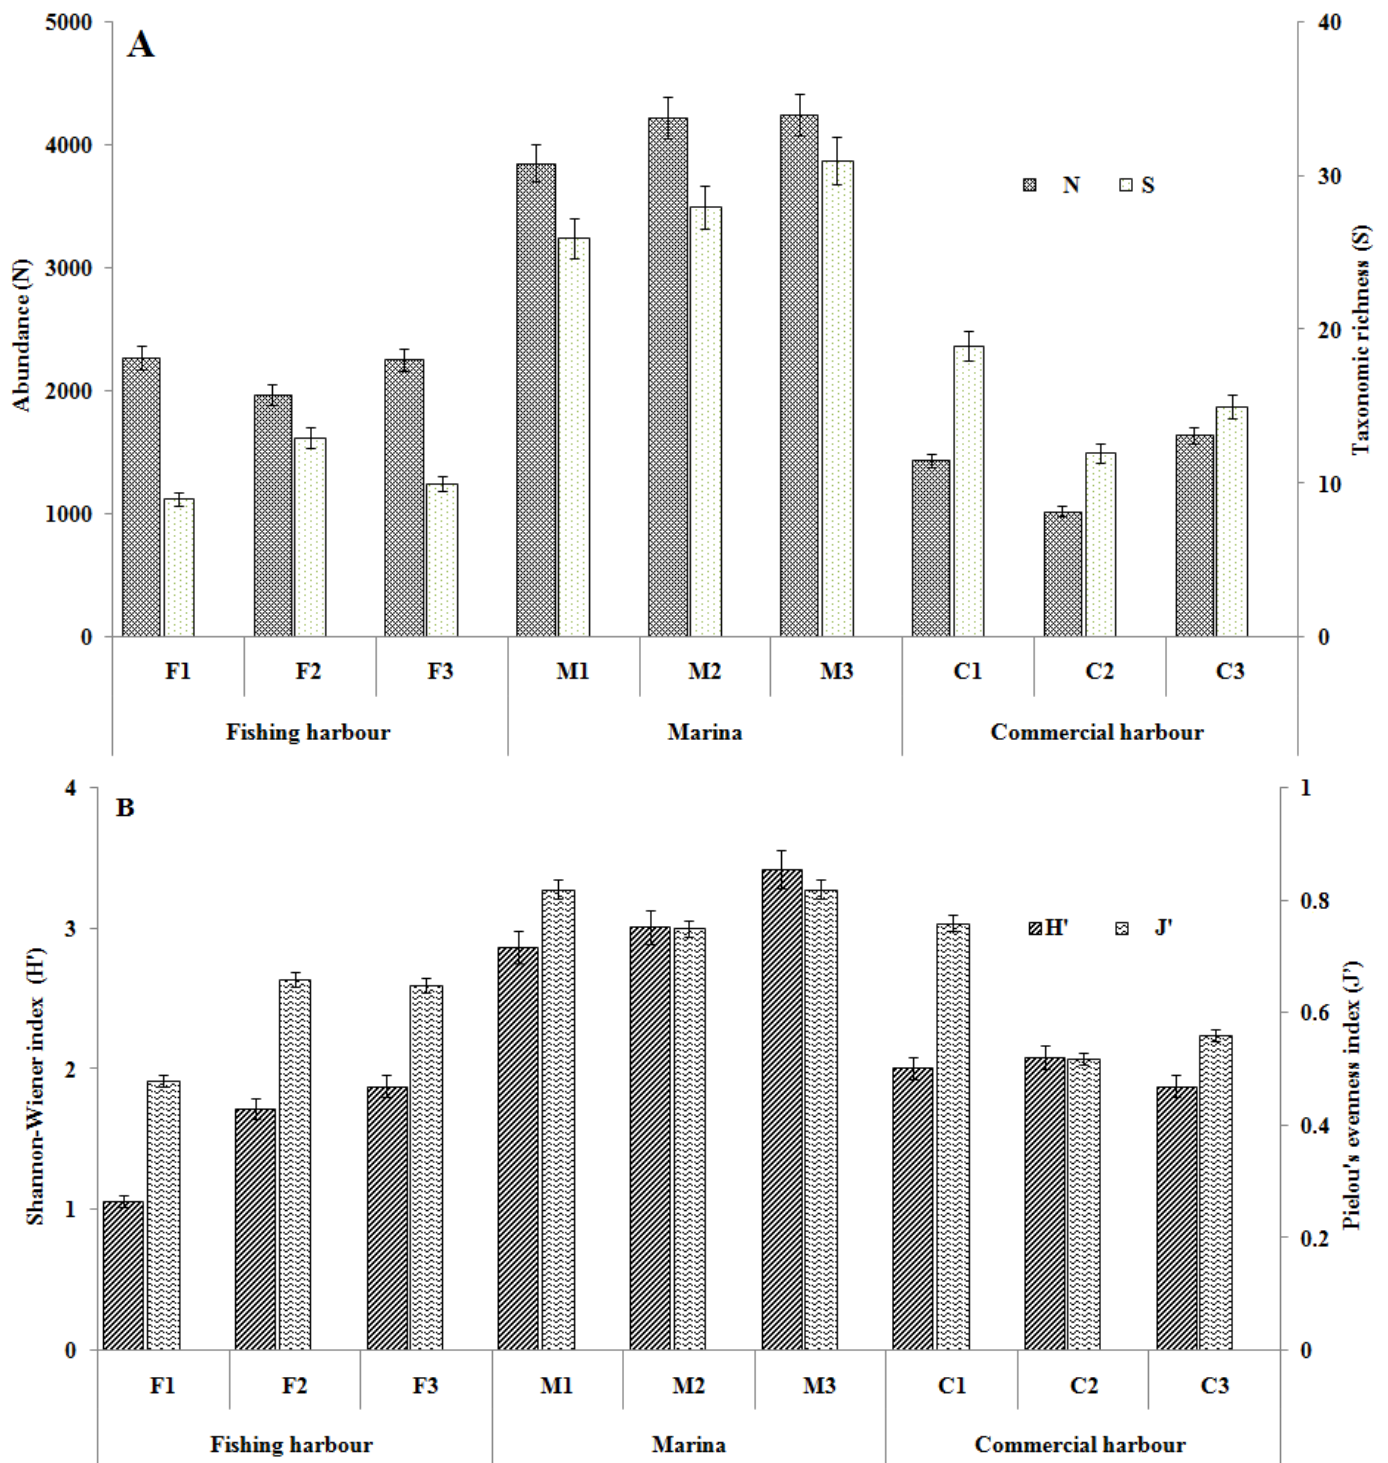 A
5000
4000
3000
2000
1000
0
Abundance (N)
40
30
20
10
0
Taxonomic richness (S)
N S
F1 F2 F3 M1 M2 M3 C1 C2 C3
Fishing harbour Marina Commercial harbour
B
4
3
2
1
0
Shannon-Wiener index (H')
1
0.8
0.6
0.4
0.2
0
Pielou's evenness index (J')
H' J'
F1 F2 F3 M1 M2 M3 C1 C2 C3
Fishing harbour Marina Commercial harbour